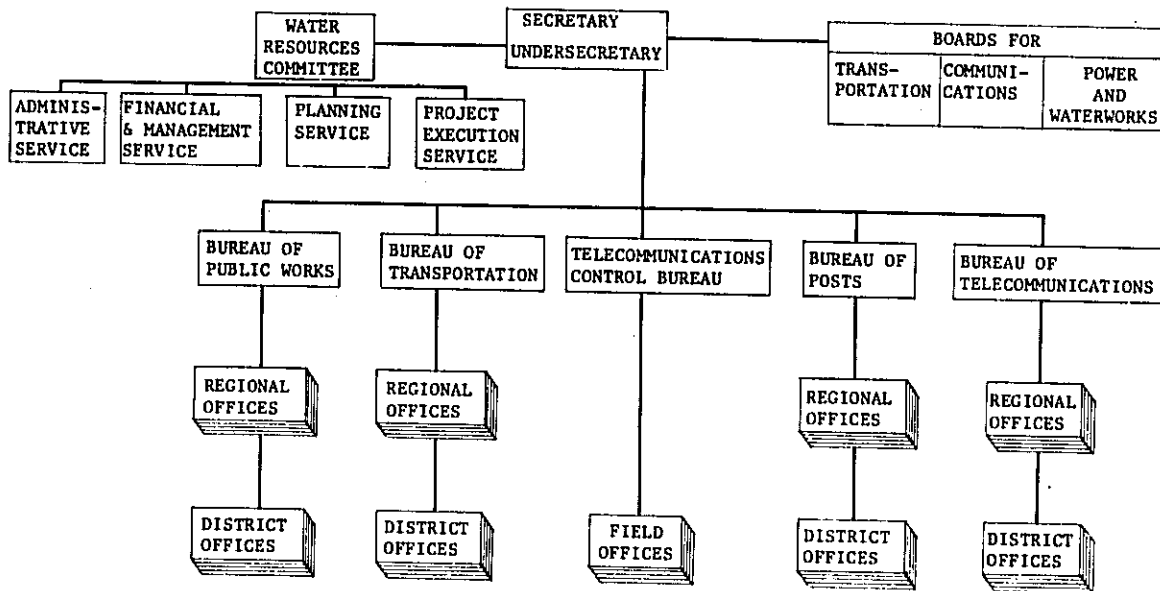 WATER
RESOURCES
COMMITTEE
SECRETARY
UNDERSECRETARY
BOARDS FOR
TRANS-
PORTATION
COMMUNI-
CATIONS
POWER
AND
WATERWORKS
ADMINIS-
TRATIVE
SERVICE
FINANCIAL
& MANAGEMENT
SERVICE
PLANNING
SERVICE
PROJECT
EXECUTION
SERVICE
BUREAU OF
PUBLIC WORKS
BUREAU OF
TRANSPORTATION
TELECOMMUNICATIONS
CONTROL BUREAU
BUREAU OF
POSTS
BUREAU OF
TELECOMMUNICATIONS
REGIONAL
OFFICES
REGIONAL
OFFICES
REGIONAL
OFFICES
REGIONAL
OFFICES
DISTRICT
OFFICES
DISTRICT
OFFICES
FIELD
OFFICES
DISTRICT
OFFICES
DISTRICT
OFFICES